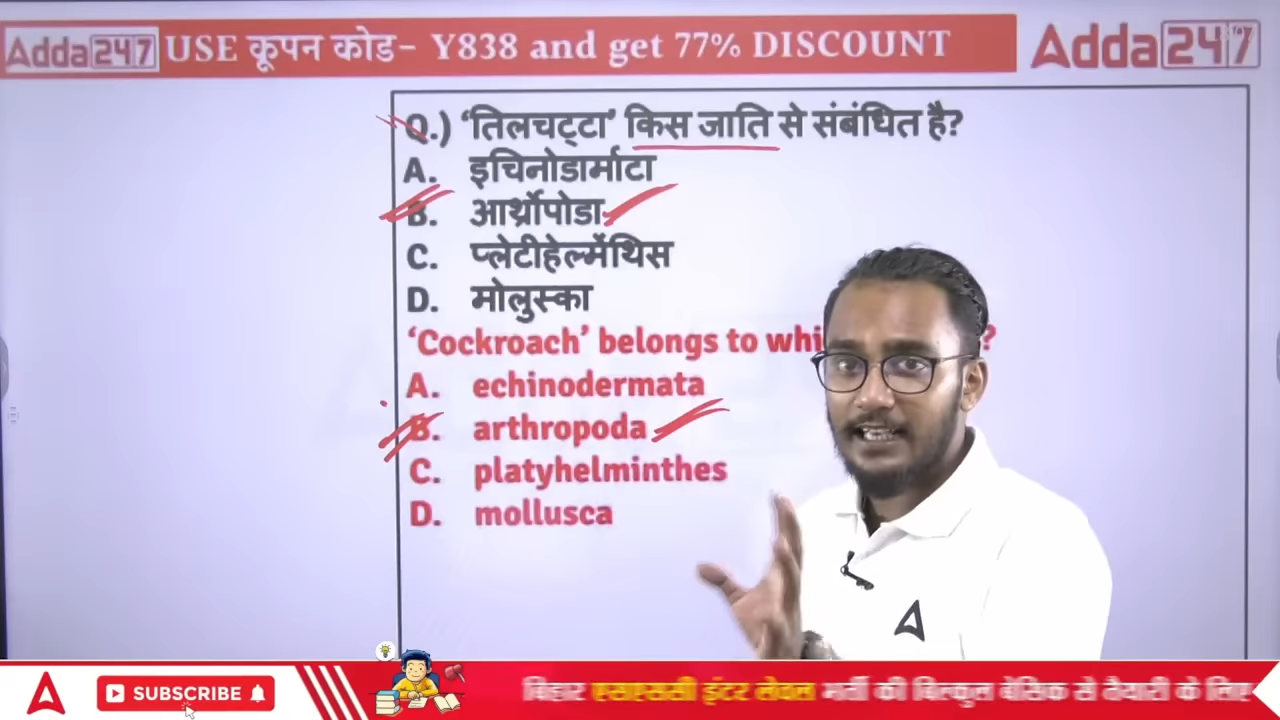 Adda247 USE कूपन कोड- Y838 and get 77% DISCOUNT Adda247
Q.) ‘तिलचट्टा’ किस जाति से संबंधित है?
A. इचिनोडार्माटा
B. आर्थ्रोपोडा
C. प्लेटीहेल्मेंथिस
D. मोलुस्का
‘Cockroach’ belongs to ?
A. echinodermata
B. arthropoda
C. platyhelminthes
D. mollusca
SUBSCRIBE
बिहार एसएससी इंटर लेवल भर्ती की बिल्कुल बेसिक से तैयारी के लिए